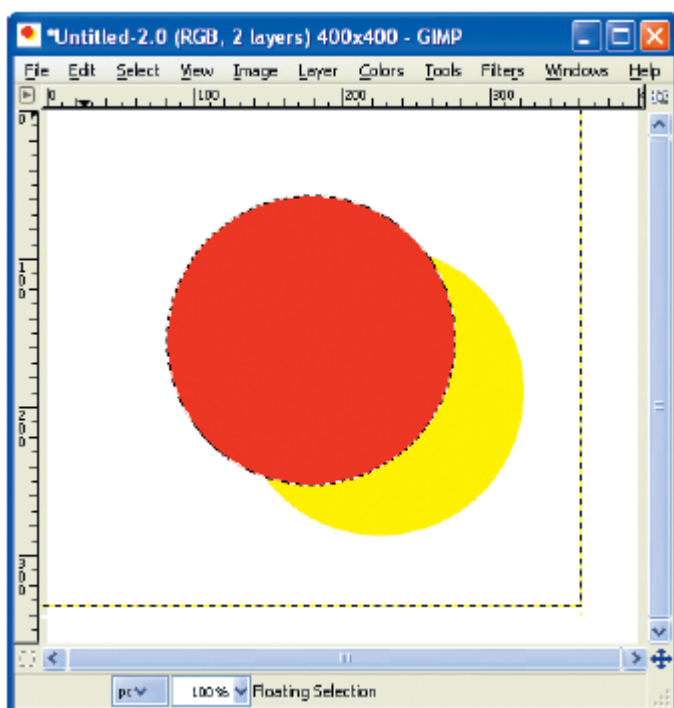 *Untitled-2.0 (RGB, 2 layers) 400x400 - GIMP
File Edit Select View Image Layer Colors Tools Filters Windows Help
0 100 200 300
0
100
200
300
px 100% Floating Selection